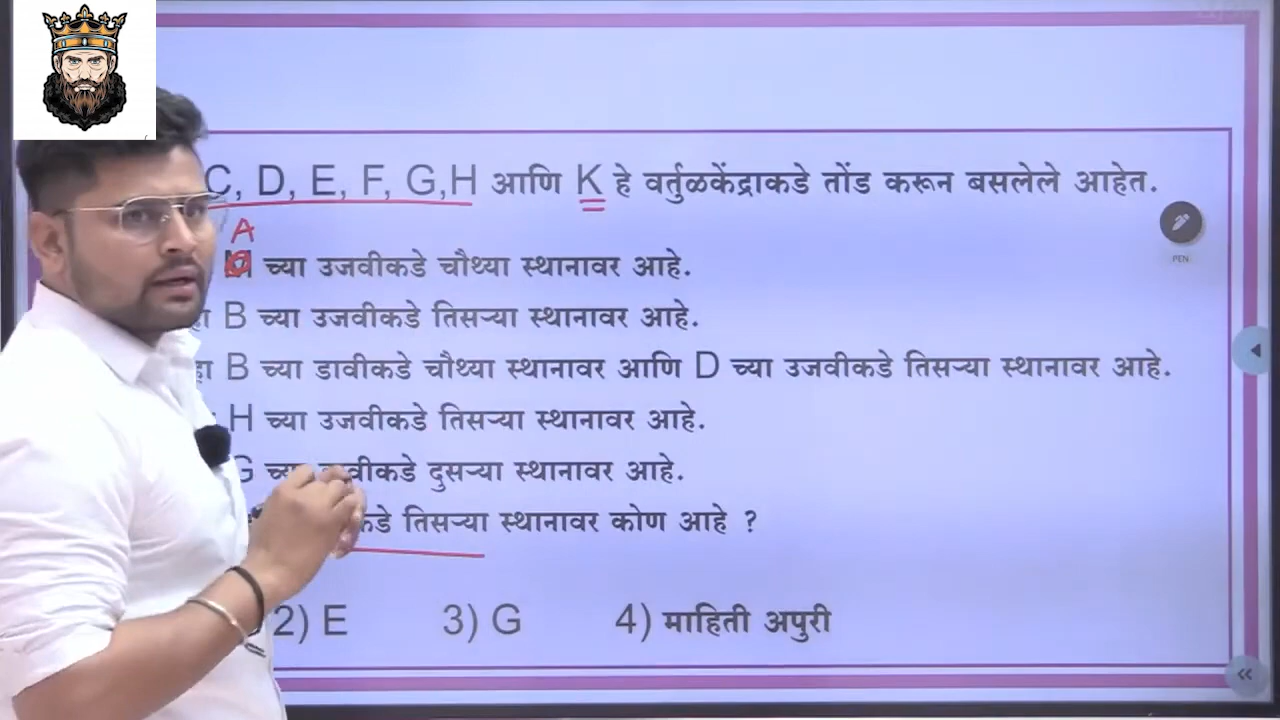 C, D, E, F, G,H आणि K हे वर्तुळकेंद्राकडे तोंड करून बसलेले आहेत.
A
च्या उजवीकडे चौथ्या स्थानावर आहे.
B च्या उजवीकडे तिसऱ्या स्थानावर आहे.
B च्या डावीकडे चौथ्या स्थानावर आणि D च्या उजवीकडे तिसऱ्या स्थानावर आहे.
H च्या उजवीकडे तिसऱ्या स्थानावर आहे.
G च्या डावीकडे दुसऱ्या स्थानावर आहे.
तिसऱ्या स्थानावर कोण आहे ?
2) E 3) G 4) माहिती अपुरी
PEN